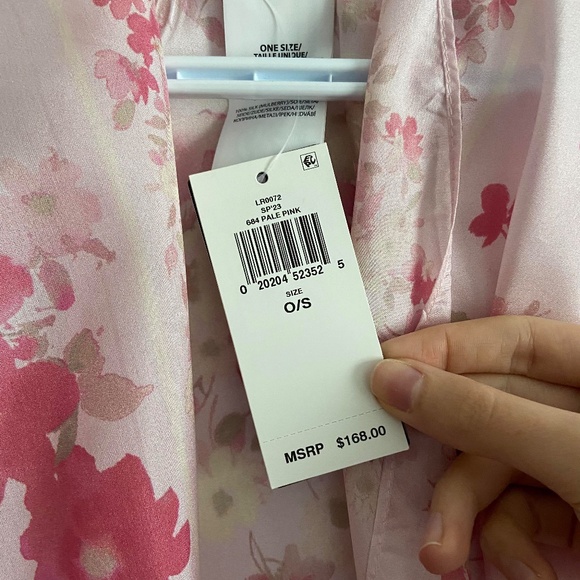 ONE SIZE/
TAILLE UNIQUE/
LR0072
SP'23
684 PALE PINK
0 20204 52352 5
SIZE
O/S
MSRP $168.00